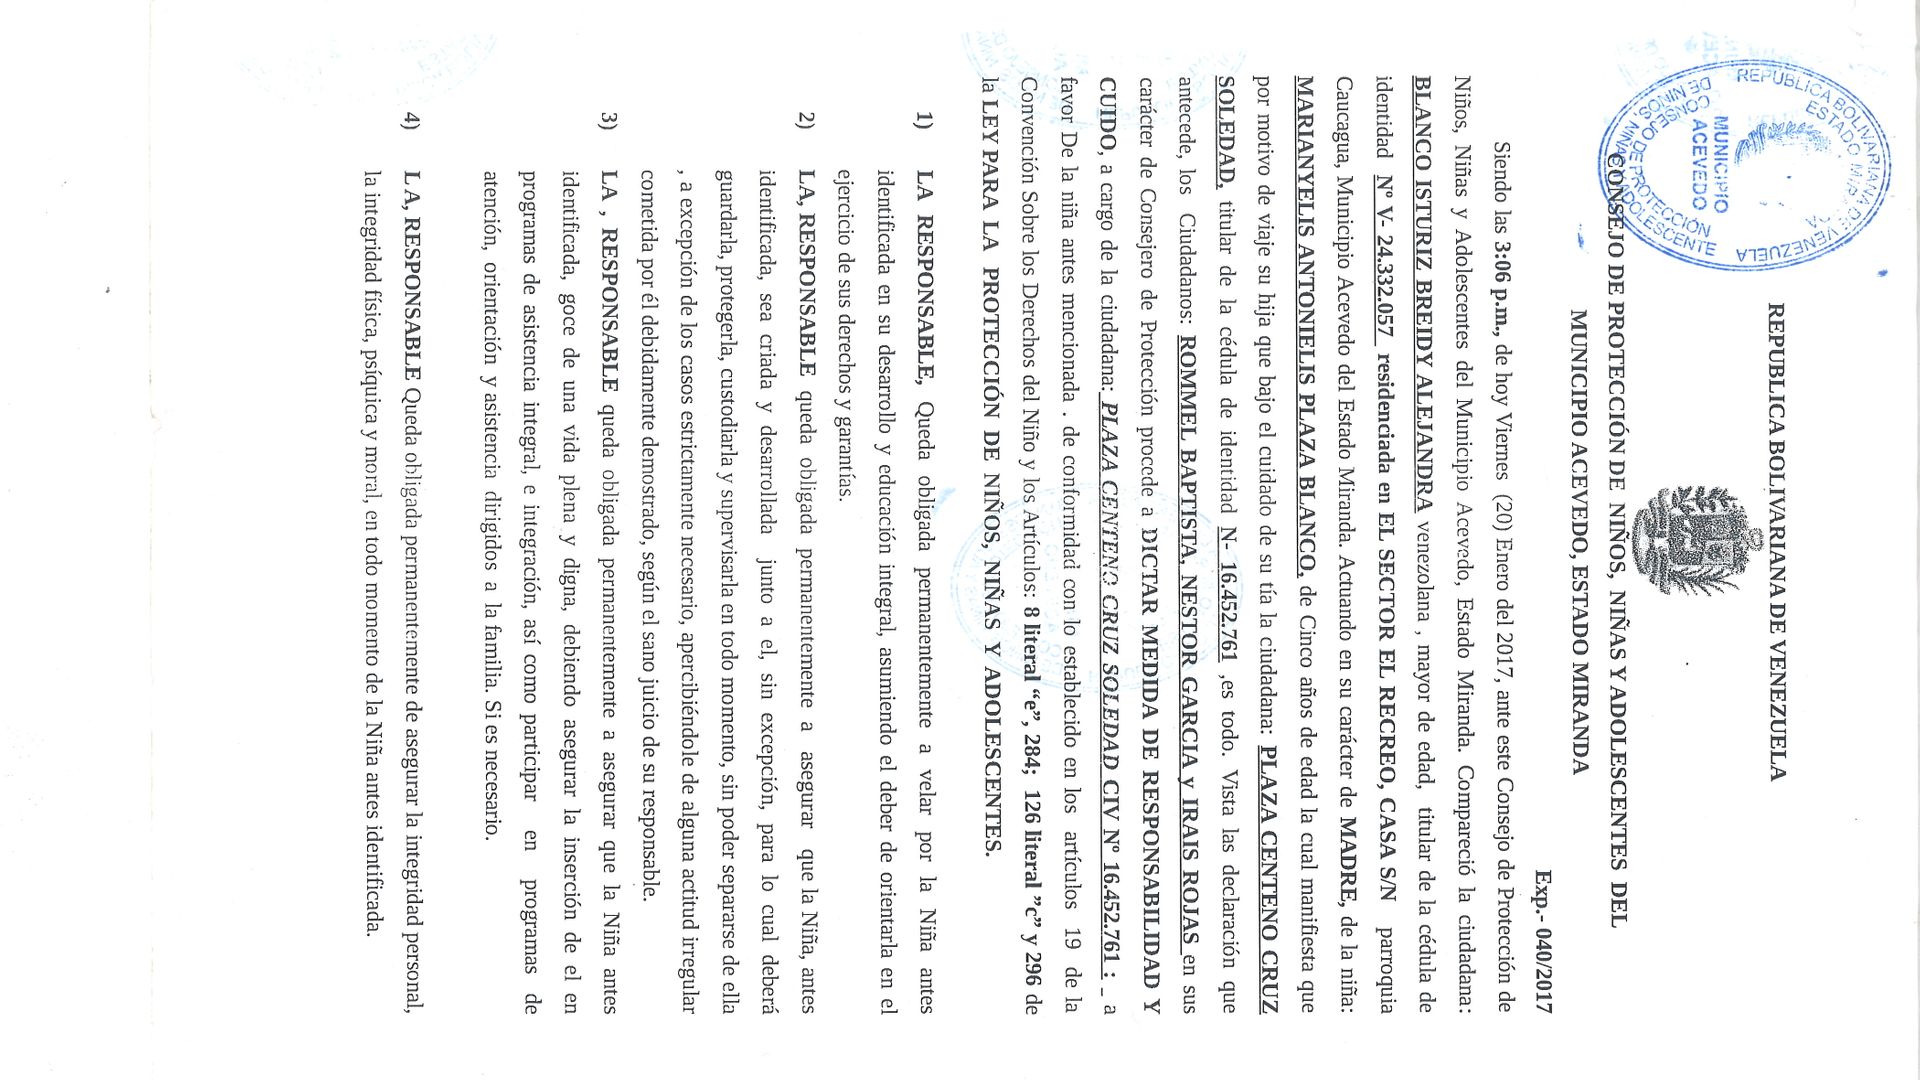 REPUBLICA BOLIVARIANA DE VENEZUELA
CONSEJO DE PROTECCIÓN DE NIÑOS, NIÑAS Y ADOLESCENTES DEL
MUNICIPIO ACEVEDO, ESTADO MIRANDA
REPUBLICA BOLIVARIANA DE VENEZUELA
MUNICIPIO
ACEVEDO
CONSEJO DE PROTECCIÓN
DE NIÑOS, NIÑAS Y ADOLESCENTE
Exp.- 040/2017
Siendo las 3:06 p.m., de hoy Viernes (20) Enero del 2017, ante este Consejo de Protección de
Niños, Niñas y Adolescentes del Municipio Acevedo, Estado Miranda. Compareció la ciudadana:
BLANCO ISTURIZ BREIDY ALEJANDRA venezolana , mayor de edad, titular de la cédula de
identidad Nº V- 24.332.057 residenciada en EL SECTOR EL RECREO, CASA S/N parroquia
Caucagua, Municipio Acevedo del Estado Miranda. Actuando en su carácter de MADRE, de la niña:
MARIANYELIS ANTONIELIS PLAZA BLANCO, de Cinco años de edad la cual manifiesta que
por motivo de viaje su hija que bajo el cuidado de su tía la ciudadana: PLAZA CENTENO CRUZ
SOLEDAD, titular de la cédula de identidad N- 16.452.761 ,es todo. Vista las declaración que
antecede, los Ciudadanos: ROMMEL BAPTISTA, NESTOR GARCIA y IRAIS ROJAS en sus
carácter de Consejero de Protección procede a DICTAR MEDIDA DE RESPONSABILIDAD Y
CUIDO, a cargo de la ciudadana: PLAZA CENTENO CRUZ SOLEDAD CIV Nº 16.452.761 : _ a
favor De la niña antes mencionada . de conformidad con lo establecido en los artículos 19 de la
Convención Sobre los Derechos del Niño y los Artículos: 8 literal “e”, 284; 126 literal ”c” y 296 de
la LEY PARA LA PROTECCIÓN DE NIÑOS, NIÑAS Y ADOLESCENTES.
1) LA RESPONSABLE, Queda obligada permanentemente a velar por la Niña antes
identificada en su desarrollo y educación integral, asumiendo el deber de orientarla en el
ejercicio de sus derechos y garantías.
2) LA, RESPONSABLE queda obligada permanentemente a asegurar que la Niña, antes
identificada, sea criada y desarrollada junto a el, sin excepción, para lo cual deberá
guardarla, protegerla, custodiarla y supervisarla en todo momento, sin poder separarse de ella
, a excepción de los casos estrictamente necesario, apercibiéndole de alguna actitud irregular
cometida por él debidamente demostrado, según el sano juicio de su responsable.
3) LA , RESPONSABLE queda obligada permanentemente a asegurar que la Niña antes
identificada, goce de una vida plena y digna, debiendo asegurar la inserción de el en
programas de asistencia integral, e integración, así como participar en programas de
atención, orientación y asistencia dirigidos a la familia. Si es necesario.
4) LA, RESPONSABLE Queda obligada permanentemente de asegurar la integridad personal,
la integridad física, psíquica y moral, en todo momento de la Niña antes identificada.